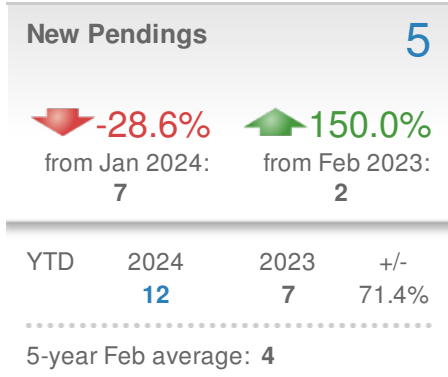 New Pendings 5
-28.6% 150.0%
from Jan 2024: from Feb 2023:
7 2
YTD 2024 2023 +/-
12 7 71.4%
5-year Feb average: 4